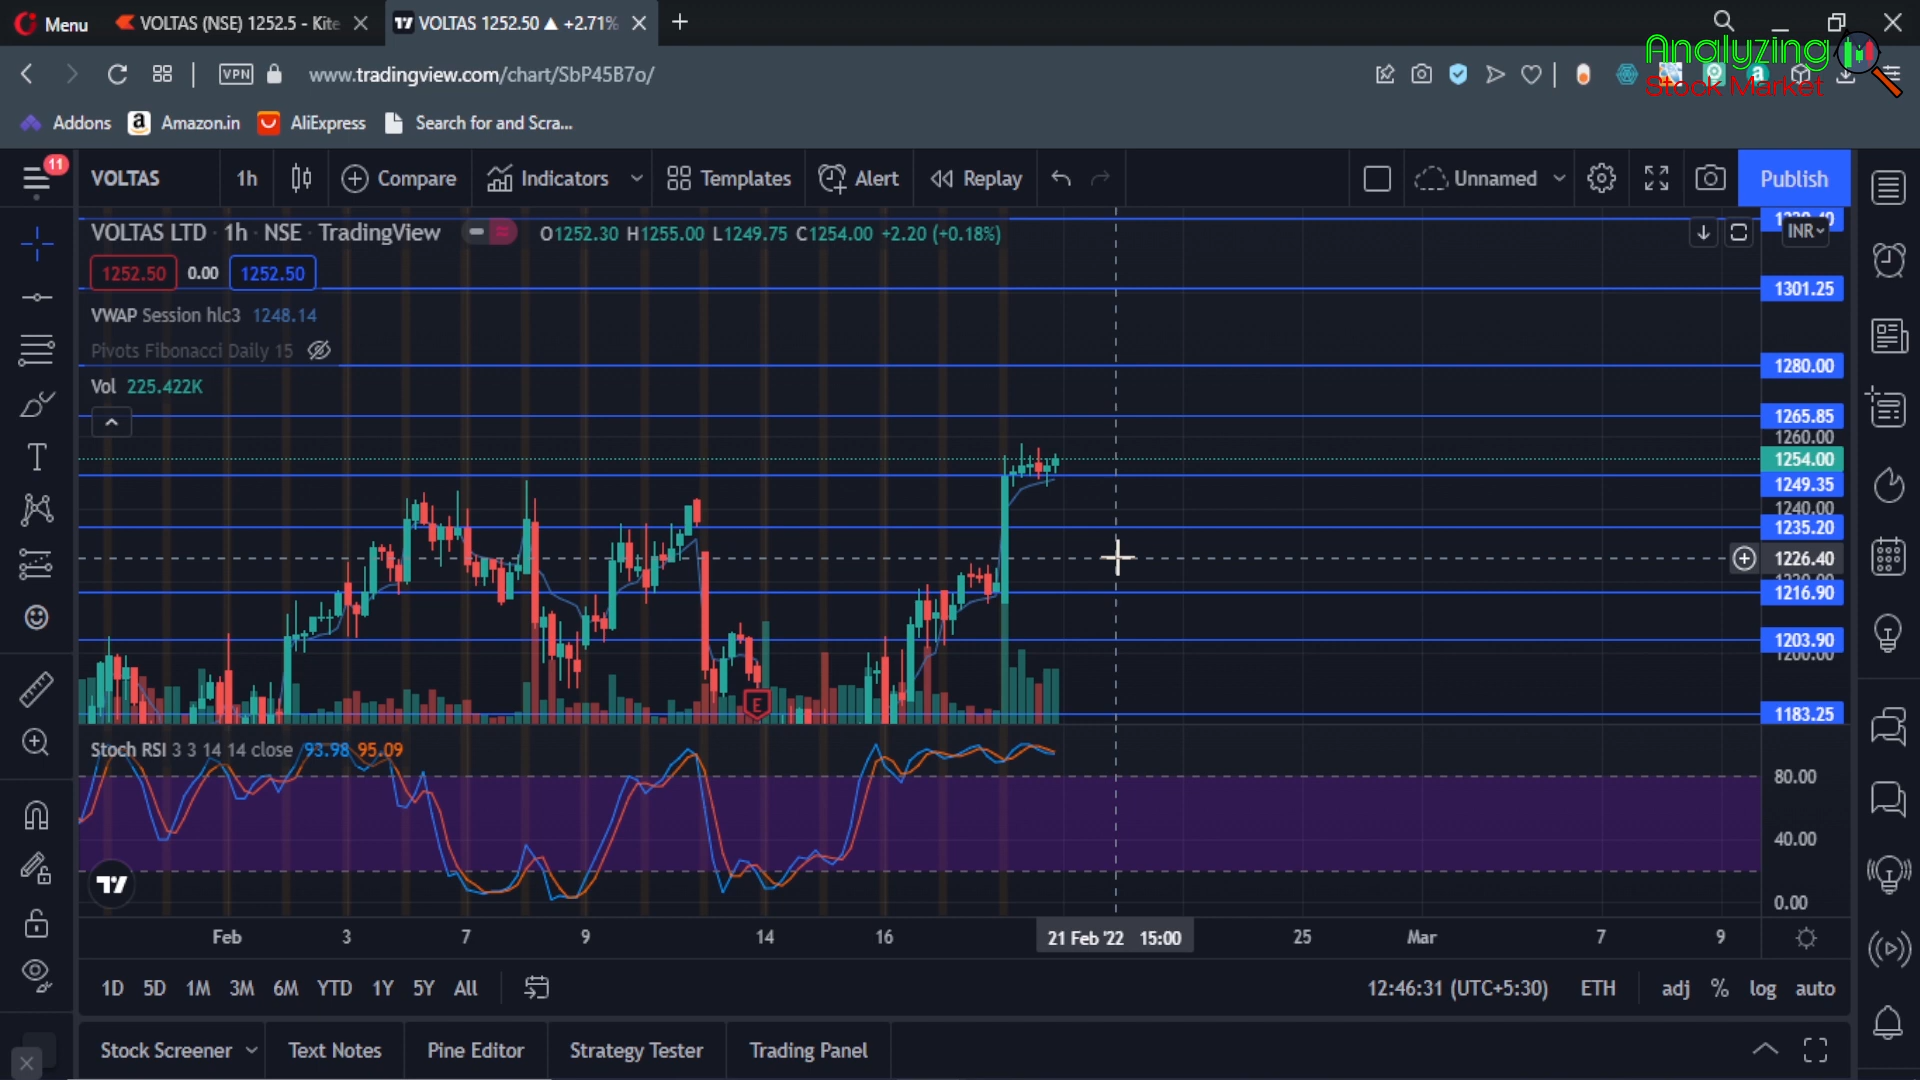 Menu
VOLTAS (NSE) 1252.5 - Kite
VOLTAS 1252.50 ▲ +2.71%
Analyzing
Stock Market
VPN
www.tradingview.com/chart/SbP45B7o/
Addons
Amazon.in
AliExpress
Search for and Scra...
11
VOLTAS
1h
Compare
Indicators
Templates
Alert
Replay
Unnamed
Publish
VOLTAS LTD · 1h · NSE · TradingView
O1252.30 H1255.00 L1249.75 C1254.00 +2.20 (+0.18%)
INR
1252.50 0.00 1252.50
VWAP Session hlc3 1248.14
Pivots Fibonacci Daily 15
Vol 225.422K
1301.25
1280.00
1265.85
1260.00
1254.00
1249.35
1240.00
1235.20
1226.40
1216.90
1203.90
1200.00
1183.25
E
Stoch RSI 3 3 14 14 close 93.98 95.09
80.00
40.00
0.00
Feb 3 7 9 14 16 21 Feb '22 15:00 25 Mar 7 9
1D 5D 1M 3M 6M YTD 1Y 5Y All
12:46:31 (UTC+5:30) ETH adj % log auto
Stock Screener Text Notes Pine Editor Strategy Tester Trading Panel